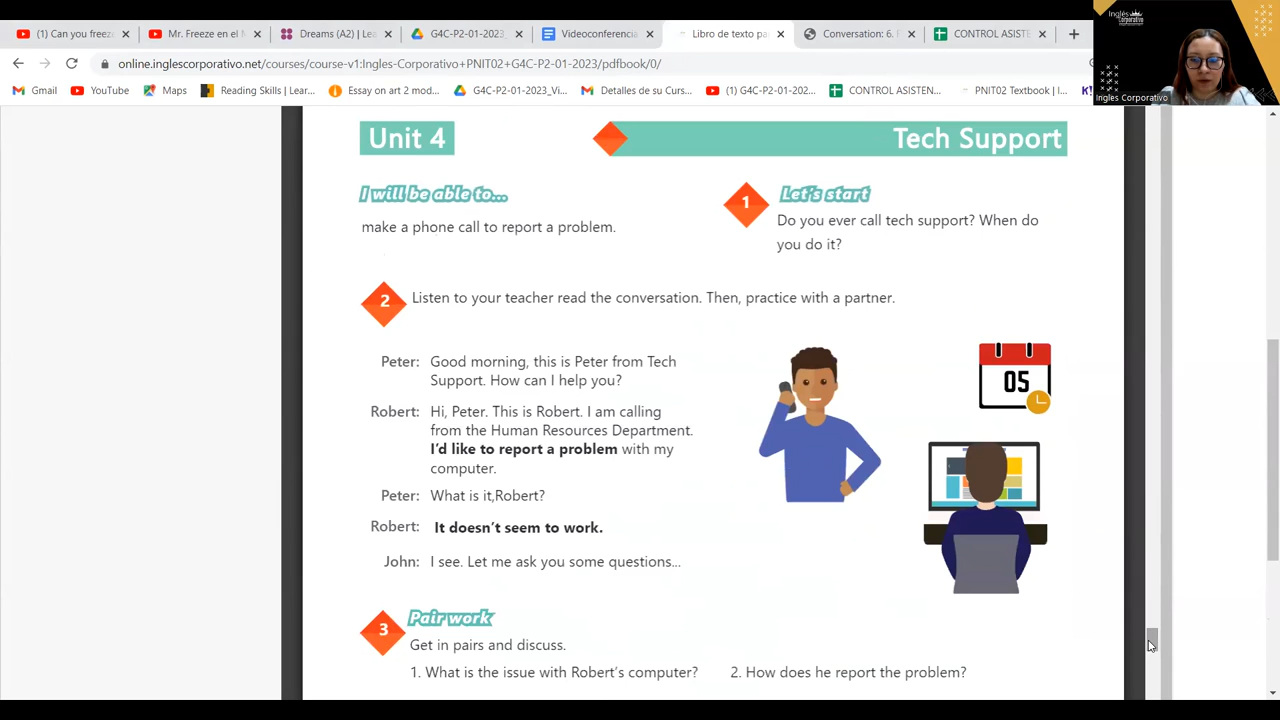 (1) Can you freeze
Mr. Freeze en el M
Dreams (A2) | Lea
G4C-P2-01-2023_
Videoconferencia
Libro de texto pa
Conversation: 6. F
CONTROL ASISTE
online.inglescorporativo.net/courses/course-v1:Ingles-Corporativo+PNIT02+G4C-P2-01-2023/pdfbook/0/
Gmail
YouTube
Maps
Reading Skills | Lear...
Essay on art 2 mod...
G4C-P2-01-2023_Vi...
Detalles de su Curs...
(1) G4C-P2-01-202...
CONTROL ASISTEN...
PNIT02 Textbook | I...
Inglés
Corporativo
Ingles Corporativo
Unit 4
Tech Support
I will be able to...
make a phone call to report a problem.
1
Let's start
Do you ever call tech support? When do
you do it?
2
Listen to your teacher read the conversation. Then, practice with a partner.
Peter: Good morning, this is Peter from Tech
Support. How can I help you?
Robert: Hi, Peter. This is Robert. I am calling
from the Human Resources Department.
I'd like to report a problem with my
computer.
Peter: What is it,Robert?
Robert: It doesn't seem to work.
John: I see. Let me ask you some questions...
05
3
Pair work
Get in pairs and discuss.
1. What is the issue with Robert's computer?
2. How does he report the problem?